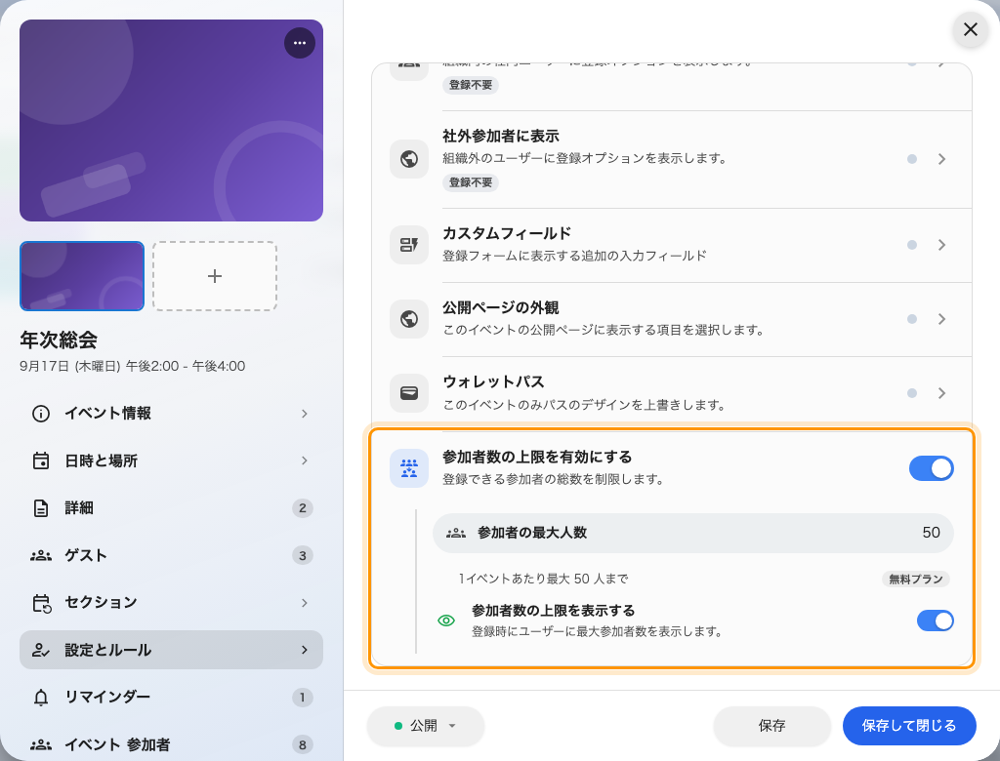 年次総会
9月17日 (木曜日) 午後2:00 - 午後4:00
イベント情報
日時と場所
詳細
2
ゲスト
3
セクション
設定とルール
リマインダー
1
イベント 参加者
8
登録不要
社外参加者に表示
組織外のユーザーに登録オプションを表示します。
登録不要
カスタムフィールド
登録フォームに表示する追加の入力フィールド
公開ページの外観
このイベントの公開ページに表示する項目を選択します。
ウォレットパス
このイベントのみパスのデザインを上書きします。
参加者数の上限を有効にする
登録できる参加者の総数を制限します。
参加者の最大人数
50
1イベントあたり最大 50 人まで
無料プラン
参加者数の上限を表示する
登録時にユーザーに最大参加者数を表示します。
公開
保存
保存して閉じる